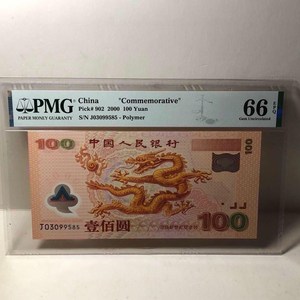 PMG
PAPER MONEY GUARANTY
China "Commemorative"
Pick# 902 2000 100 Yuan
S/N J03099585 - Polymer
66 EPQ
Gem Uncirculated
100 中国人民银行
100
J03099585 壹佰圆 100